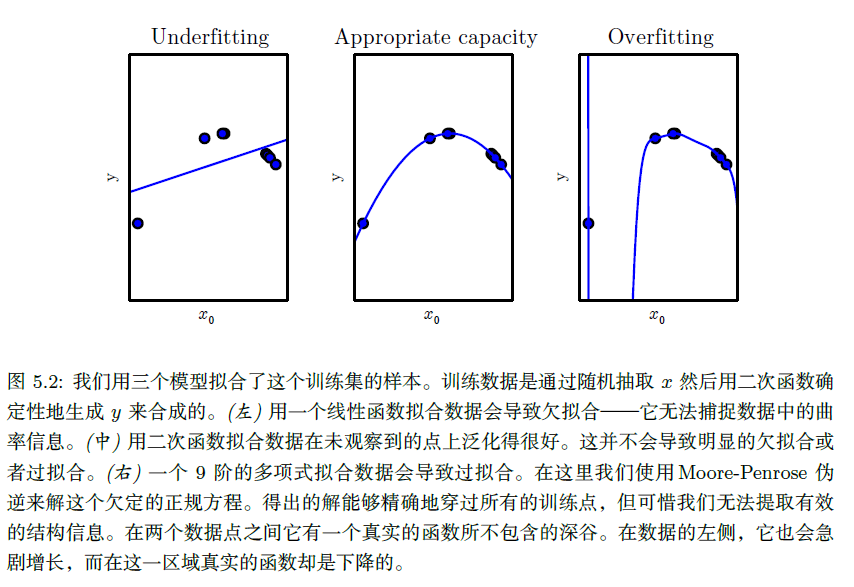 Underfitting Appropriate capacity Overfitting
y y y
x₀ x₀ x₀
图 5.2: 我们用三个模型拟合了这个训练集的样本。训练数据是通过随机抽取 x 然后用二次函数确
定性地生成 y 来合成的。(左) 用一个线性函数拟合数据会导致欠拟合——它无法捕捉数据中的曲
率信息。(中) 用二次函数拟合数据在未观察到的点上泛化得很好。这并不会导致明显的欠拟合或
者过拟合。(右) 一个 9 阶的多项式拟合数据会导致过拟合。在这里我们使用 Moore-Penrose 伪
逆来解这个欠定的正规方程。得出的解能够精确地穿过所有的训练点，但可惜我们无法提取有效
的结构信息。在两个数据点之间它有一个真实的函数所不包含的深谷。在数据的左侧，它也会急
剧增长，而在这一区域真实的函数却是下降的。